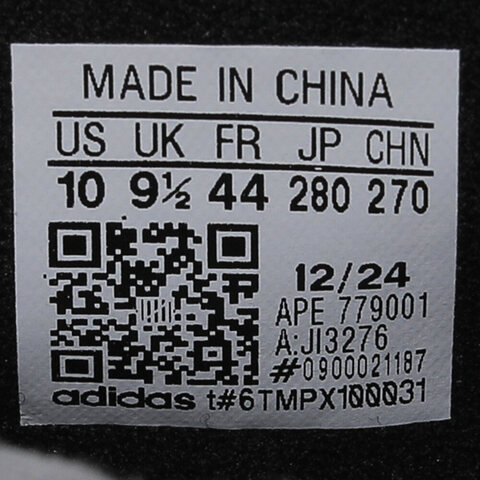 MADE IN CHINA
US UK FR JP CHN
10 9½ 44 280 270
12/24
APE 779001
A:JI3276
#0900021187
adidas t#6TMPX100031